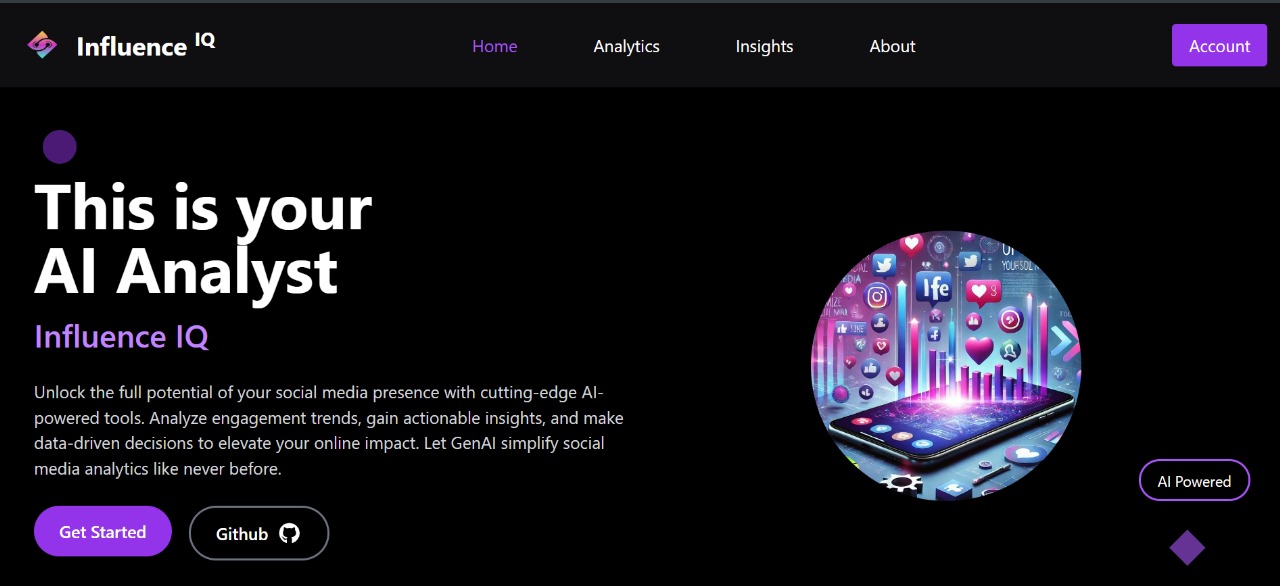 Influence IQ
Home
Analytics
Insights
About
Account
This is your
AI Analyst
Influence IQ
Unlock the full potential of your social media presence with cutting-edge AI-
powered tools. Analyze engagement trends, gain actionable insights, and make
data-driven decisions to elevate your online impact. Let GenAI simplify social
media analytics like never before.
Get Started
Github
AI Powered